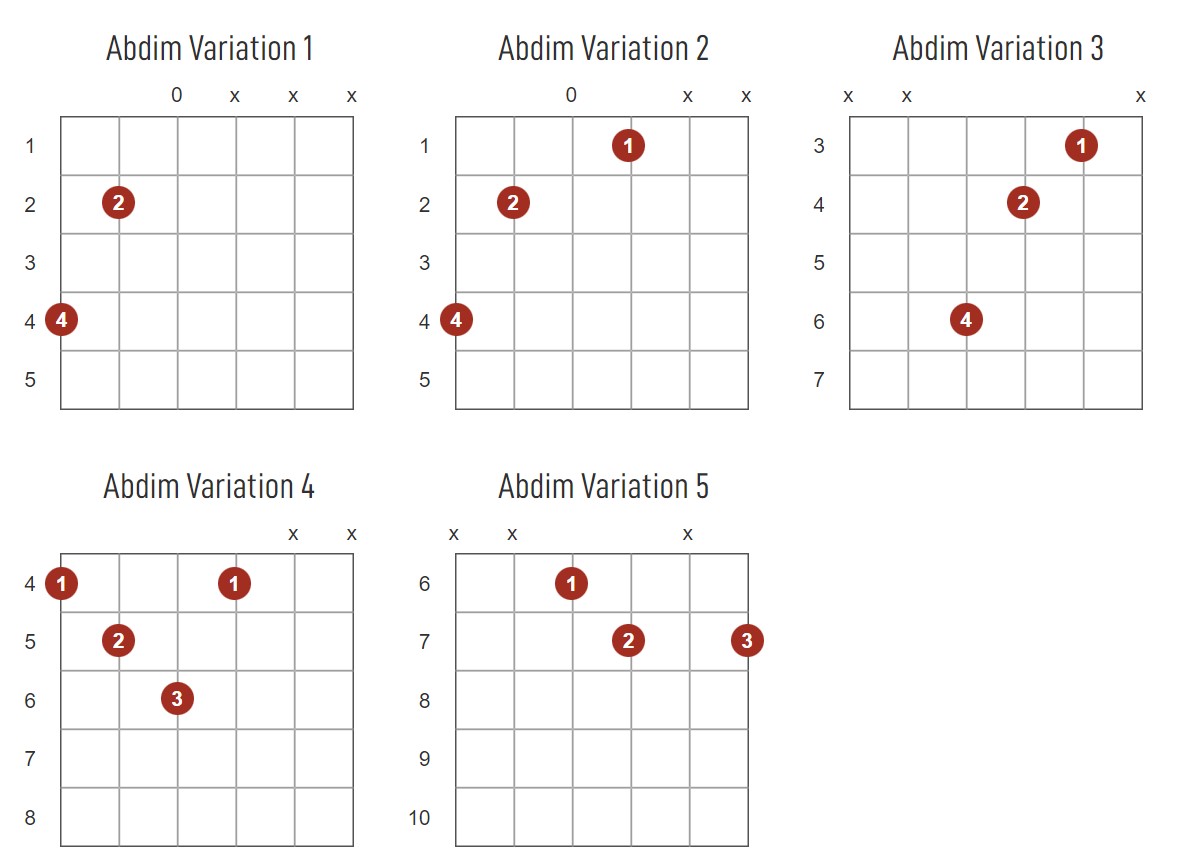 Abdim Variation 1 Abdim Variation 2 Abdim Variation 3
0 x x x 0 x x x x x
1 1 1 3 1
2 2 2 2 4 2
3 3 5
4 4 4 4 6 4
5 5 7
Abdim Variation 4 Abdim Variation 5
x x x x x
4 1 1 6 1
5 2 7 2 3
6 3 8
7 9
8 10